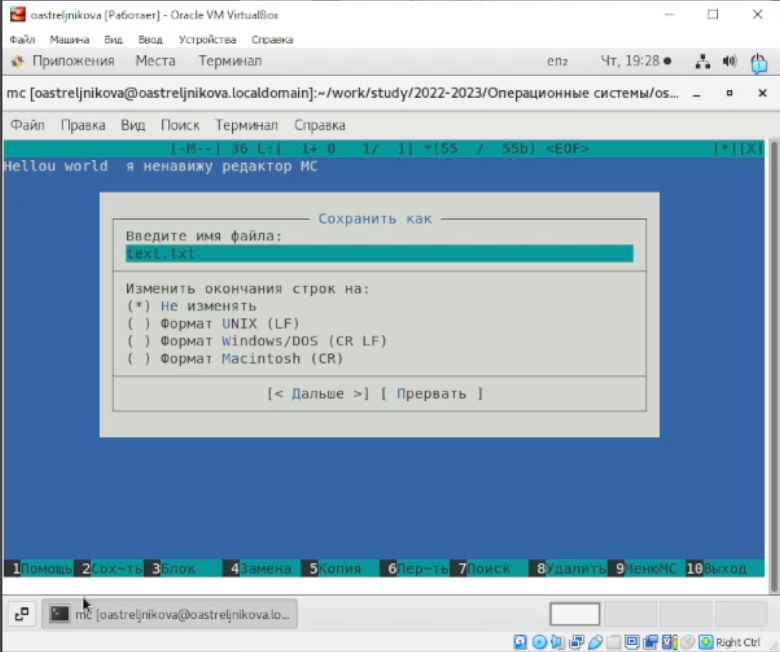 oastreljnikova [Работает] - Oracle VM VirtualBox
Файл Машина Вид Ввод Устройства Справка
Приложения Места Терминал en₂ Чт, 19:28
mc [oastreljnikova@oastreljnikova.localdomain]:~/work/study/2022-2023/Операционные системы/os...
Файл Правка Вид Поиск Терминал Справка
[-M--] 36 L:[ 1+ 0 1/ 1] *(55 / 55b) <EOF> [*][X]
Hellou world я ненавижу редактор МС
Сохранить как
Введите имя файла:
text.txt
Изменить окончания строк на:
(*) Не изменять
( ) Формат UNIX (LF)
( ) Формат Windows/DOS (CR LF)
( ) Формат Macintosh (CR)
[< Дальше >] [ Прервать ]
1Помощь 2Сох~ть 3Блок 4Замена 5Копия 6Пер~ть 7Поиск 8Удалить 9МенюМС 10Выход
mc [oastreljnikova@oastreljnikova.lo...
Right Ctrl